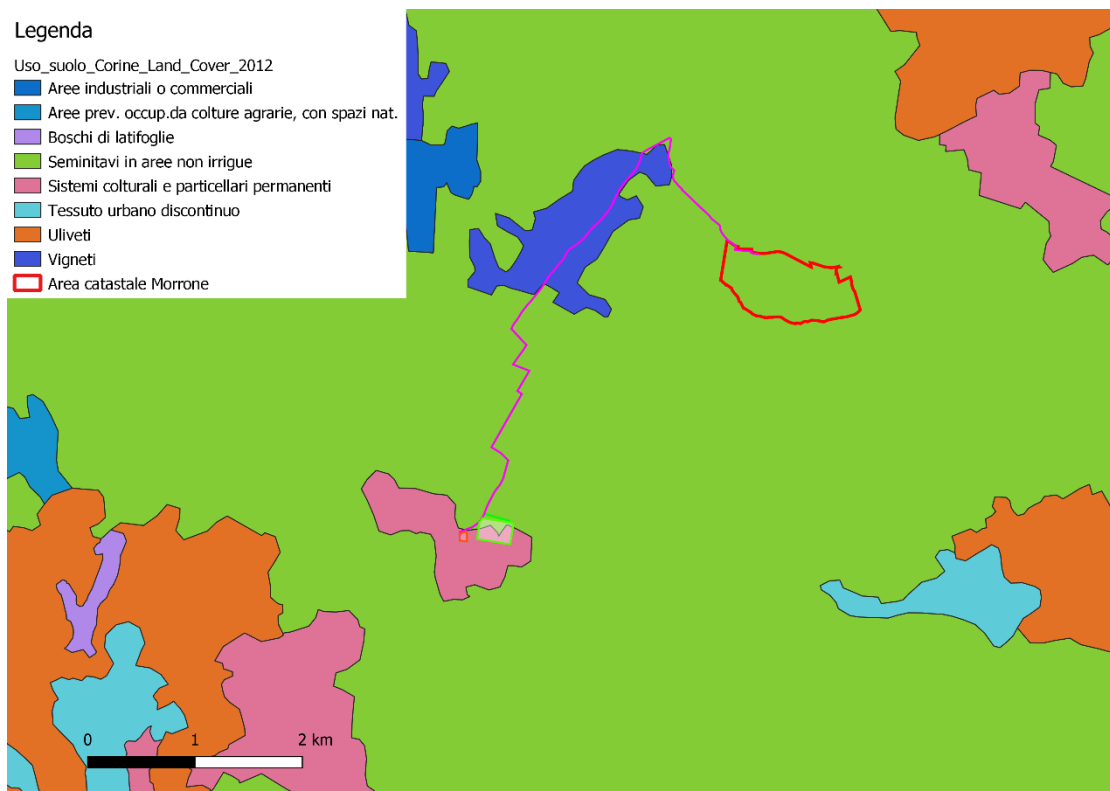 Legenda
Uso_suolo_Corine_Land_Cover_2012
Aree industriali o commerciali
Aree prev. occup.da colture agrarie, con spazi nat.
Boschi di latifoglie
Seminitavi in aree non irrigue
Sistemi colturali e particellari permanenti
Tessuto urbano discontinuo
Uliveti
Vigneti
Area catastale Morrone
0 1 2 km